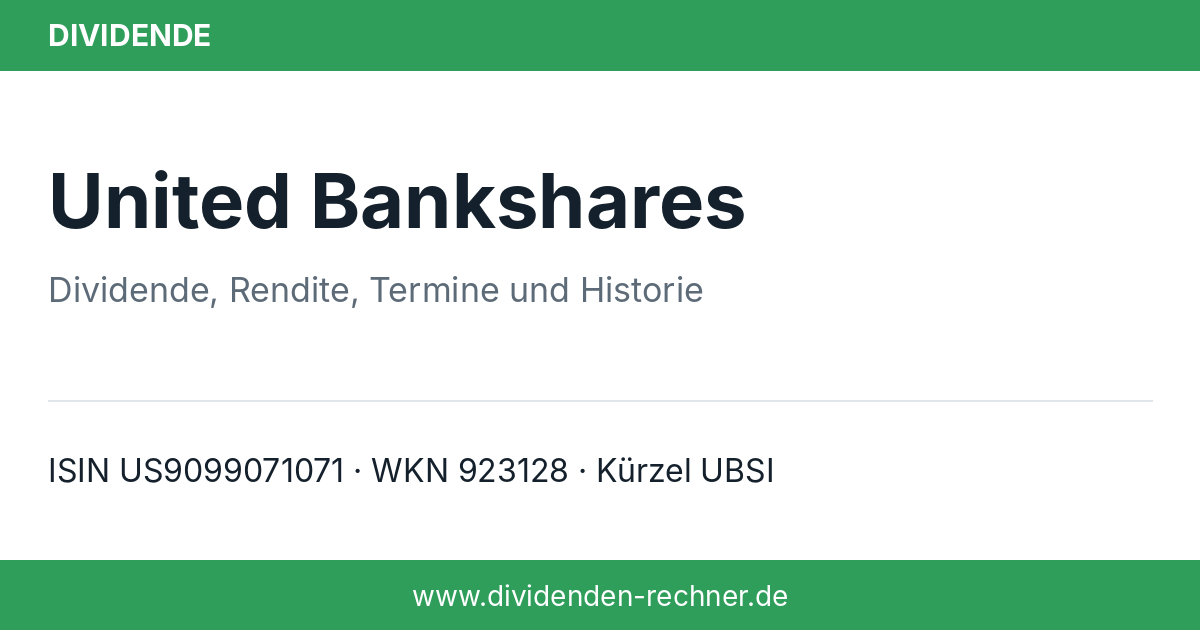 DIVIDENDE
United Bankshares
Dividende, Rendite, Termine und Historie
ISIN US9099071071 · WKN 923128 · Kürzel UBSI
www.dividenden-rechner.de